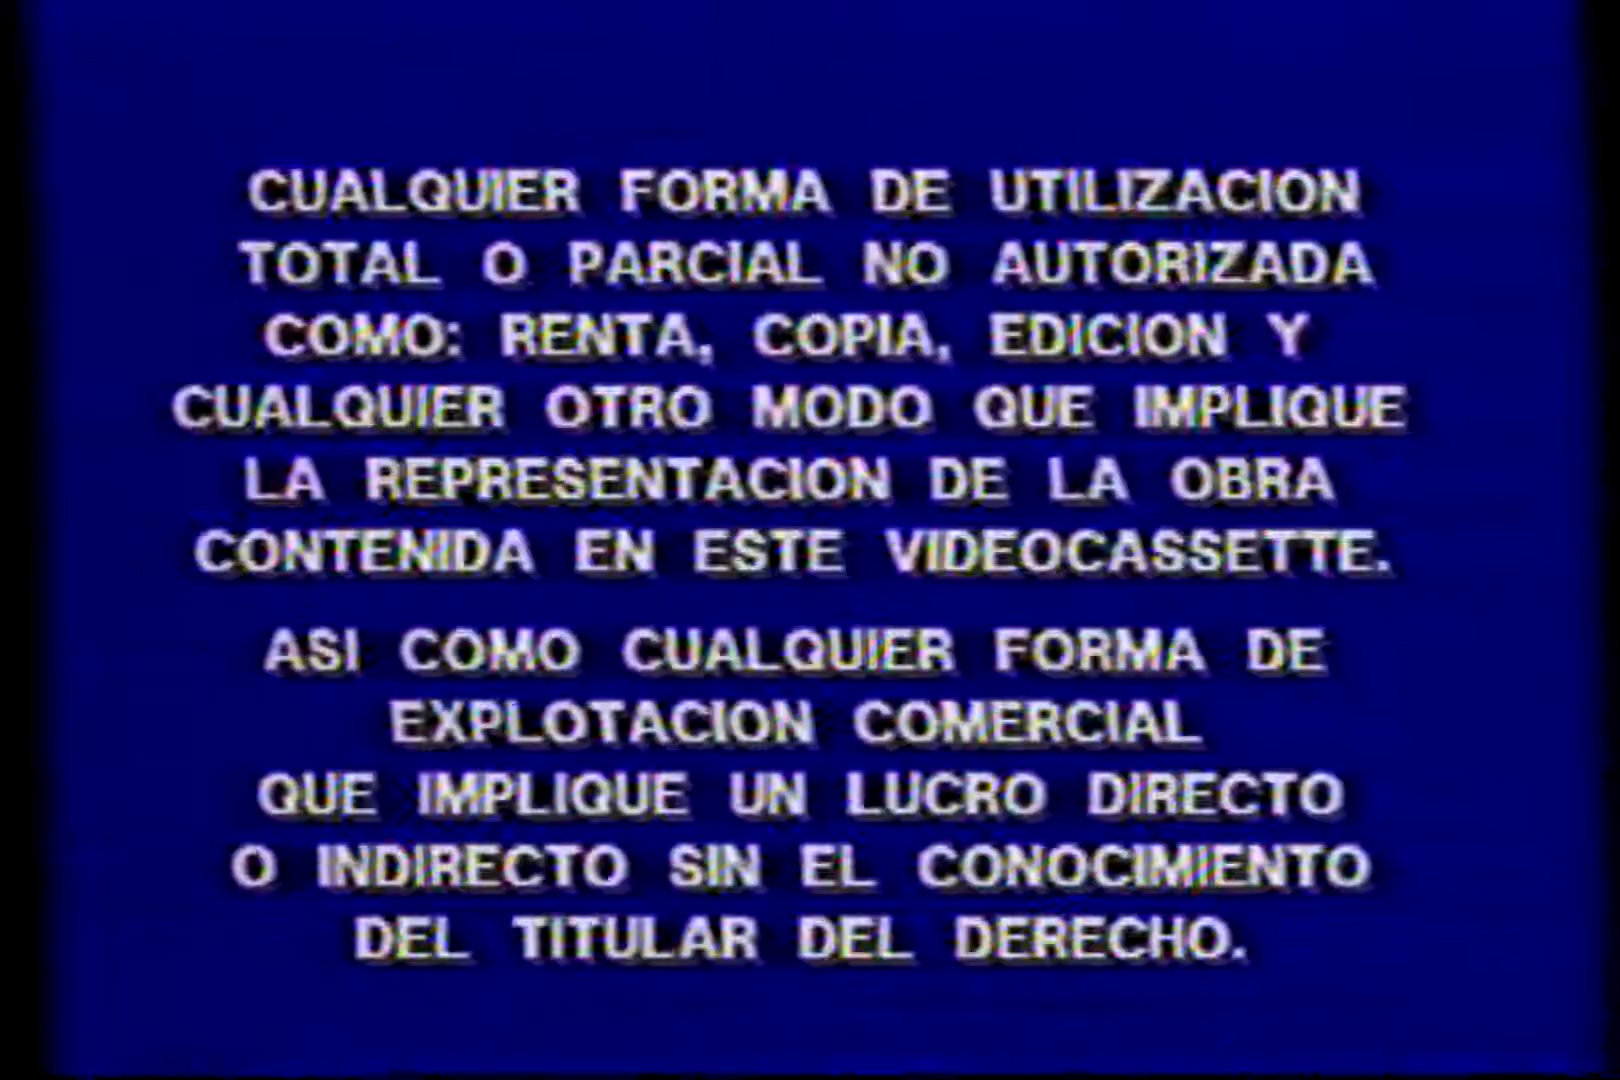 CUALQUIER FORMA DE UTILIZACION
TOTAL O PARCIAL NO AUTORIZADA
COMO: RENTA, COPIA, EDICION Y
CUALQUIER OTRO MODO QUE IMPLIQUE
LA REPRESENTACION DE LA OBRA
CONTENIDA EN ESTE VIDEOCASSETTE.
ASI COMO CUALQUIER FORMA DE
EXPLOTACION COMERCIAL
QUE IMPLIQUE UN LUCRO DIRECTO
O INDIRECTO SIN EL CONOCIMIENTO
DEL TITULAR DEL DERECHO.